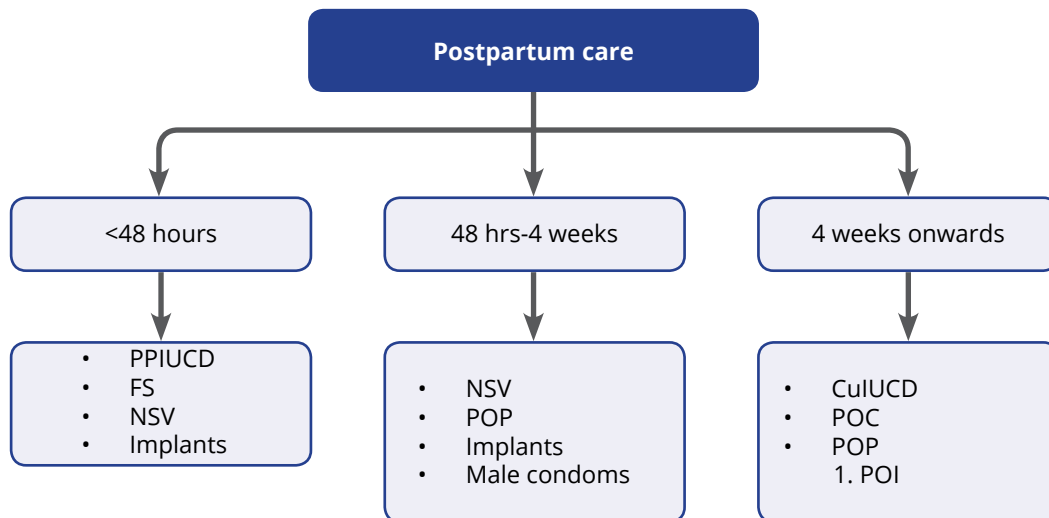 Postpartum care
<48 hours
48 hrs-4 weeks
4 weeks onwards
• PPIUCD
• FS
• NSV
• Implants
• NSV
• POP
• Implants
• Male condoms
• CuIUCD
• POC
• POP
1. POI